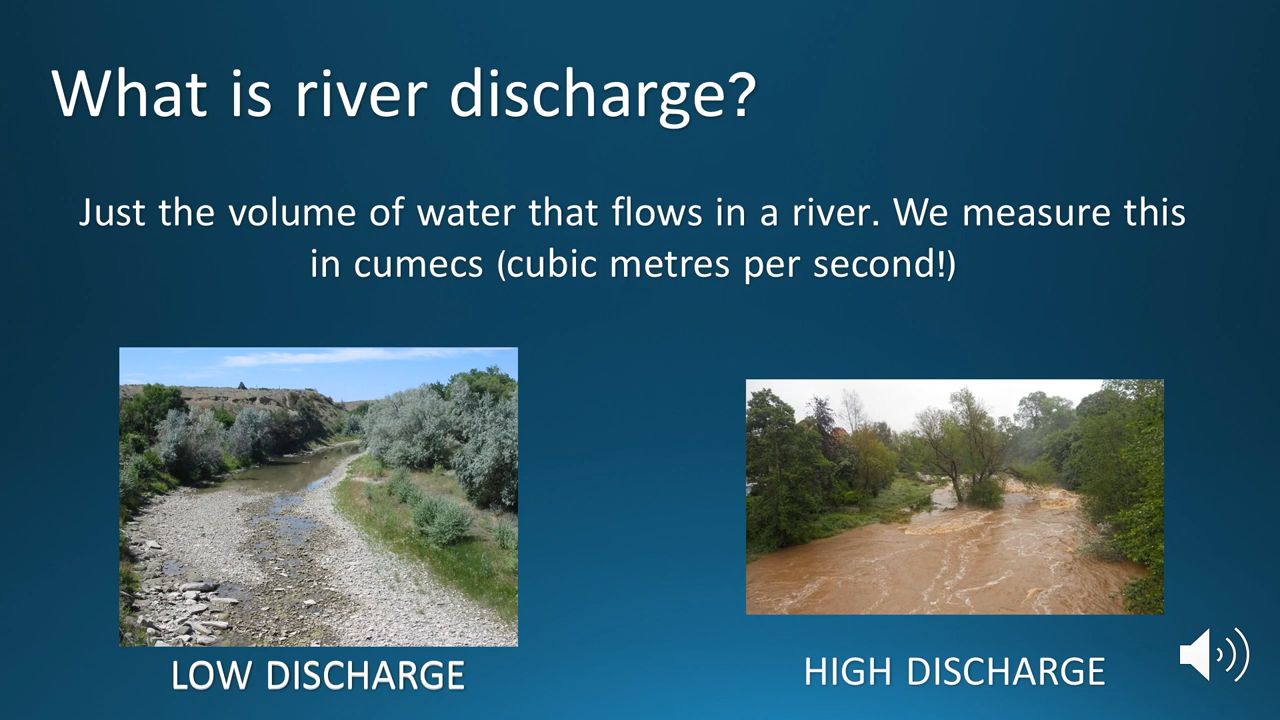 What is river discharge?
Just the volume of water that flows in a river. We measure this
in cumecs (cubic metres per second!)
LOW DISCHARGE
HIGH DISCHARGE